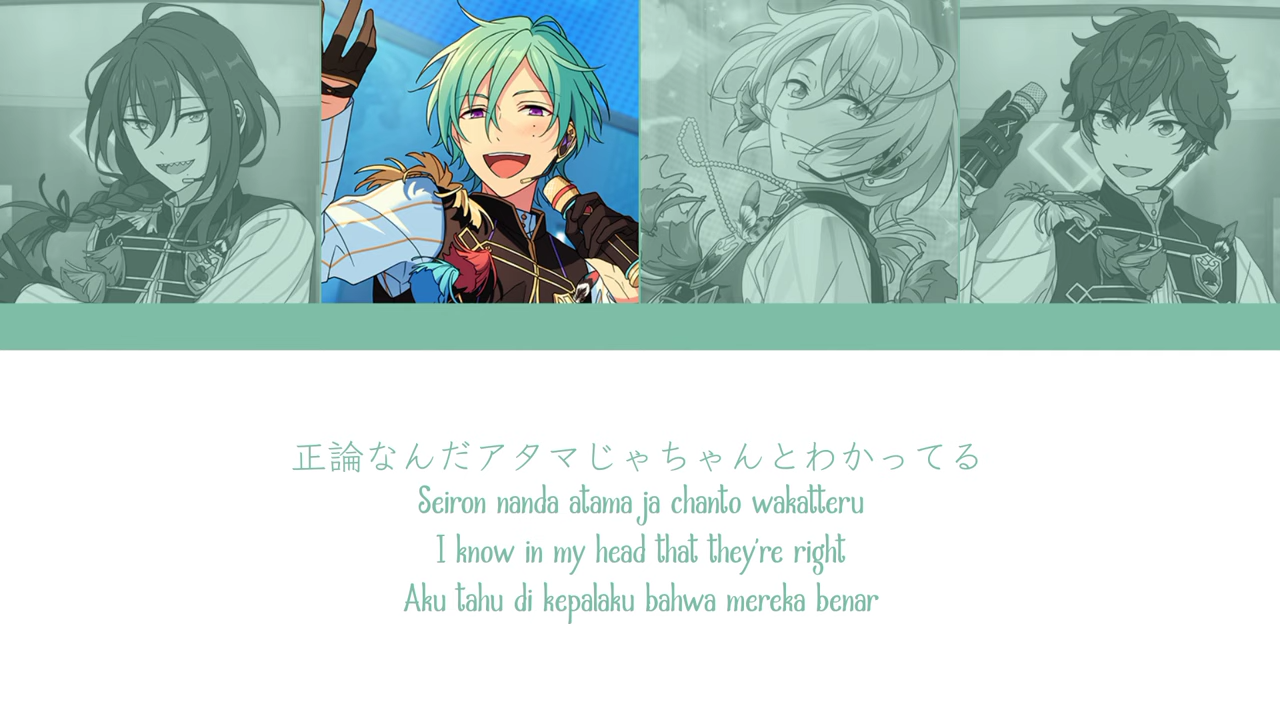 正論なんだアタマじゃちゃんとわかってる
Seiron nanda atama ja chanto wakatteru
I know in my head that they're right
Aku tahu di kepalaku bahwa mereka benar